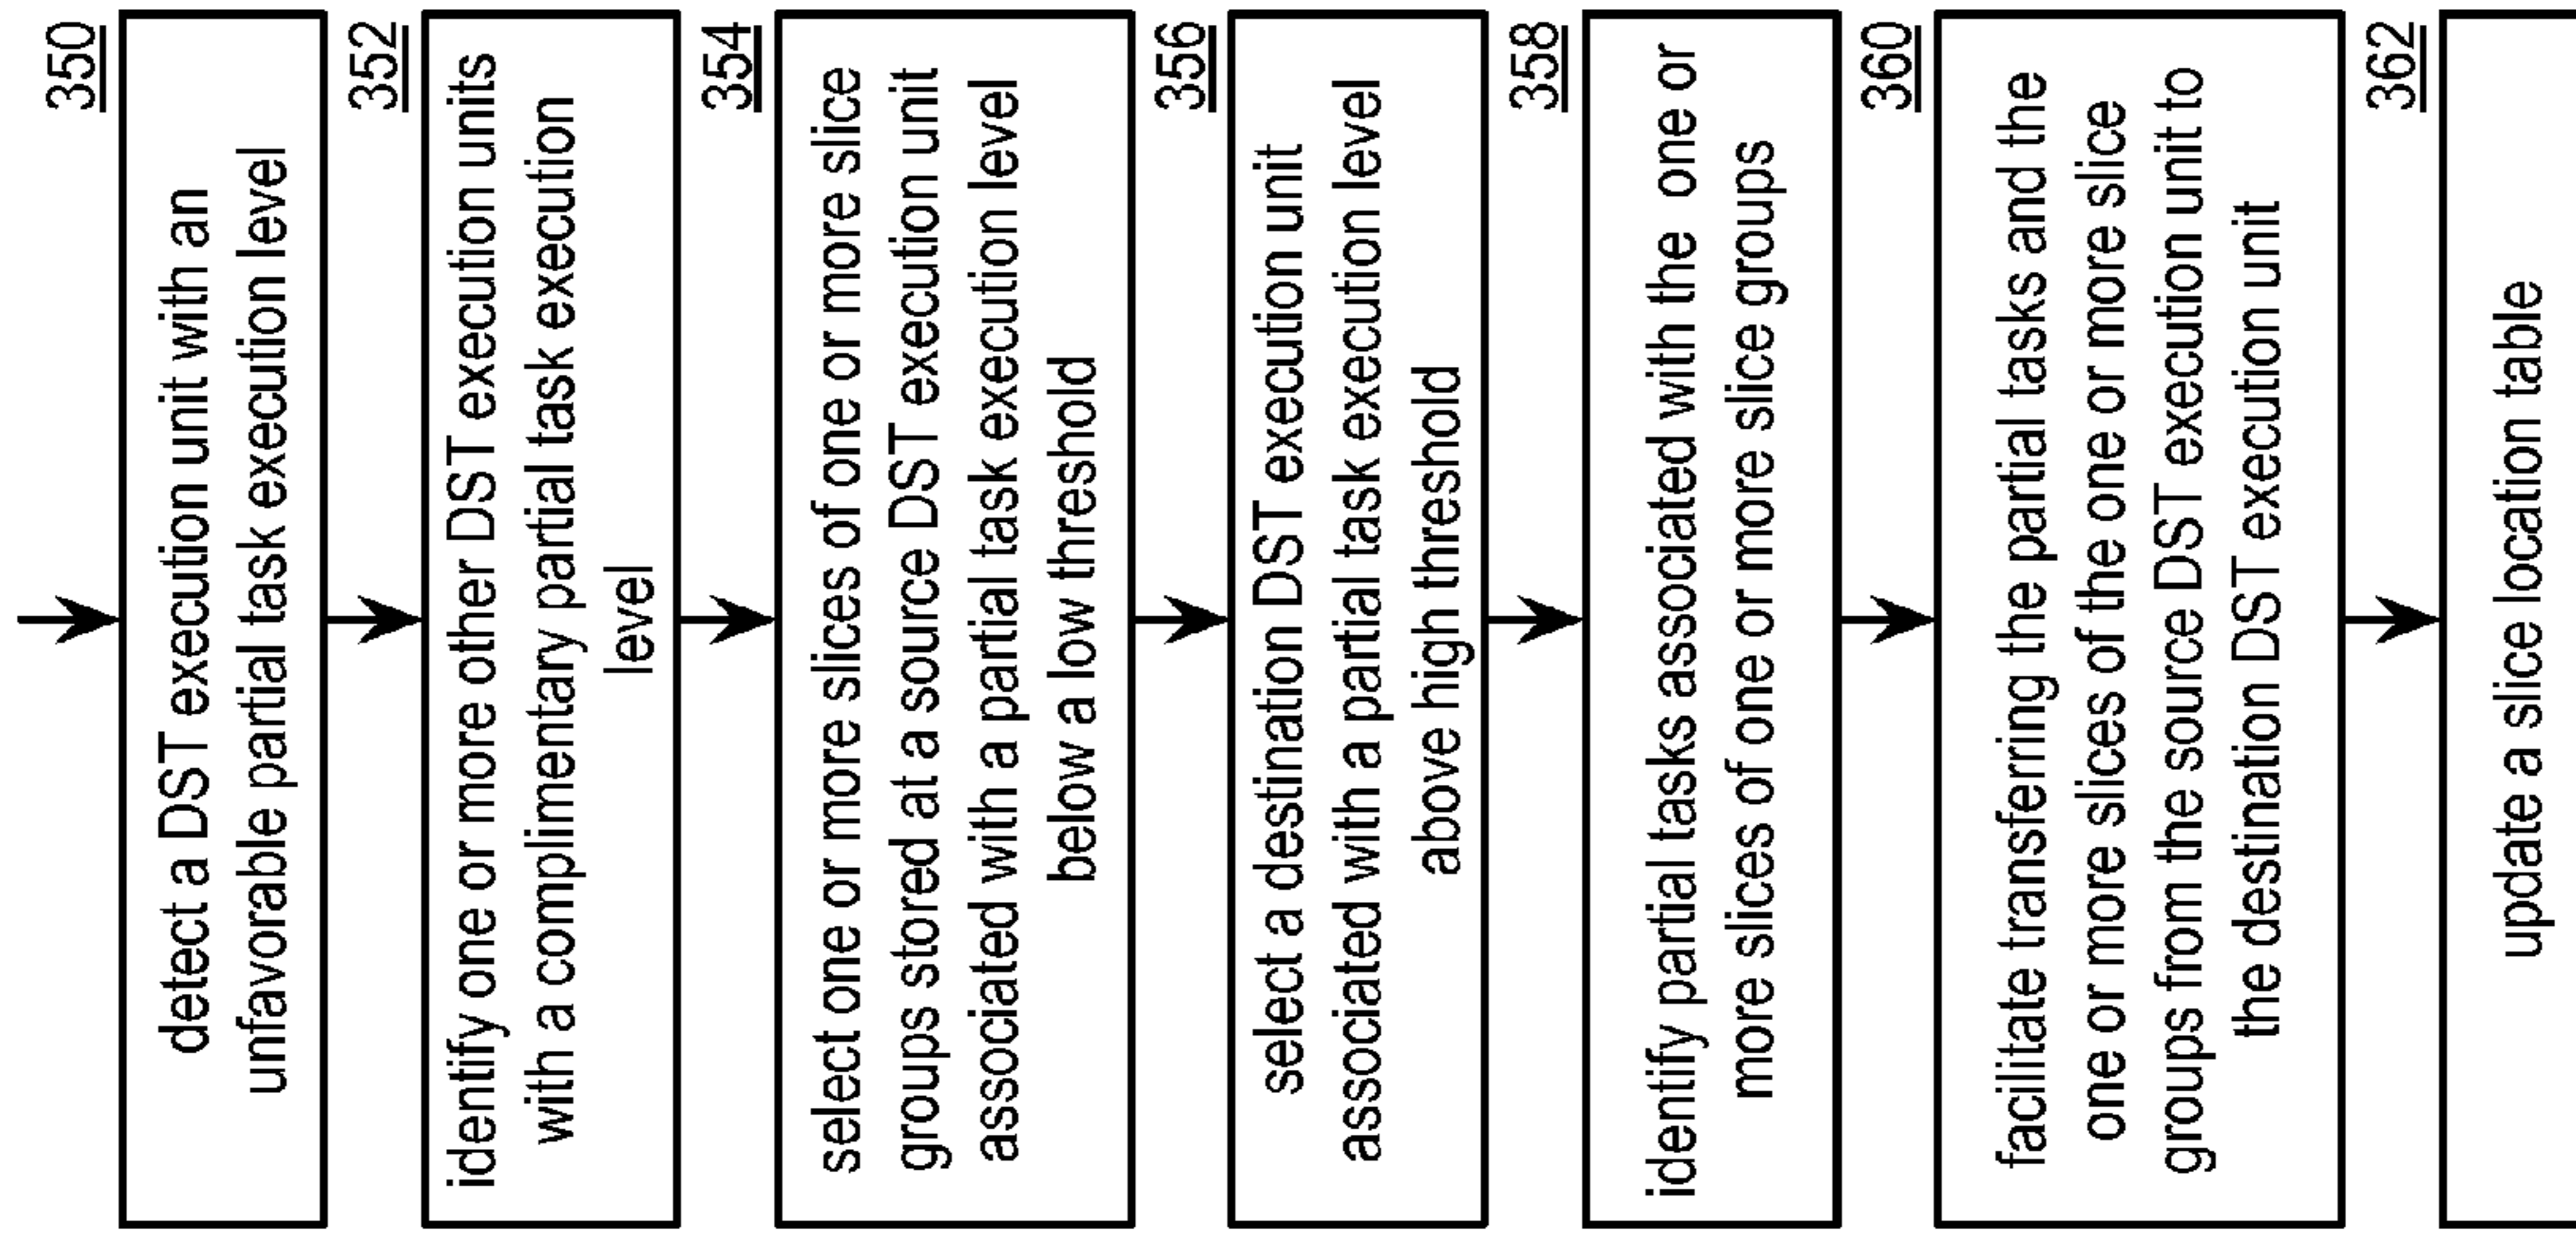 350
detect a DST execution unit with an
unfavorable partial task execution level
352
identify one or more other DST execution units
with a complimentary partial task execution
level
354
select one or more slices of one or more slice
groups stored at a source DST execution unit
associated with a partial task execution level
below a low threshold
356
select a destination DST execution unit
associated with a partial task execution level
above high threshold
358
identify partial tasks associated with the one or
more slices of one or more slice groups
360
facilitate transferring the partial tasks and the
one or more slices of the one or more slice
groups from the source DST execution unit to
the destination DST execution unit
362
update a slice location table